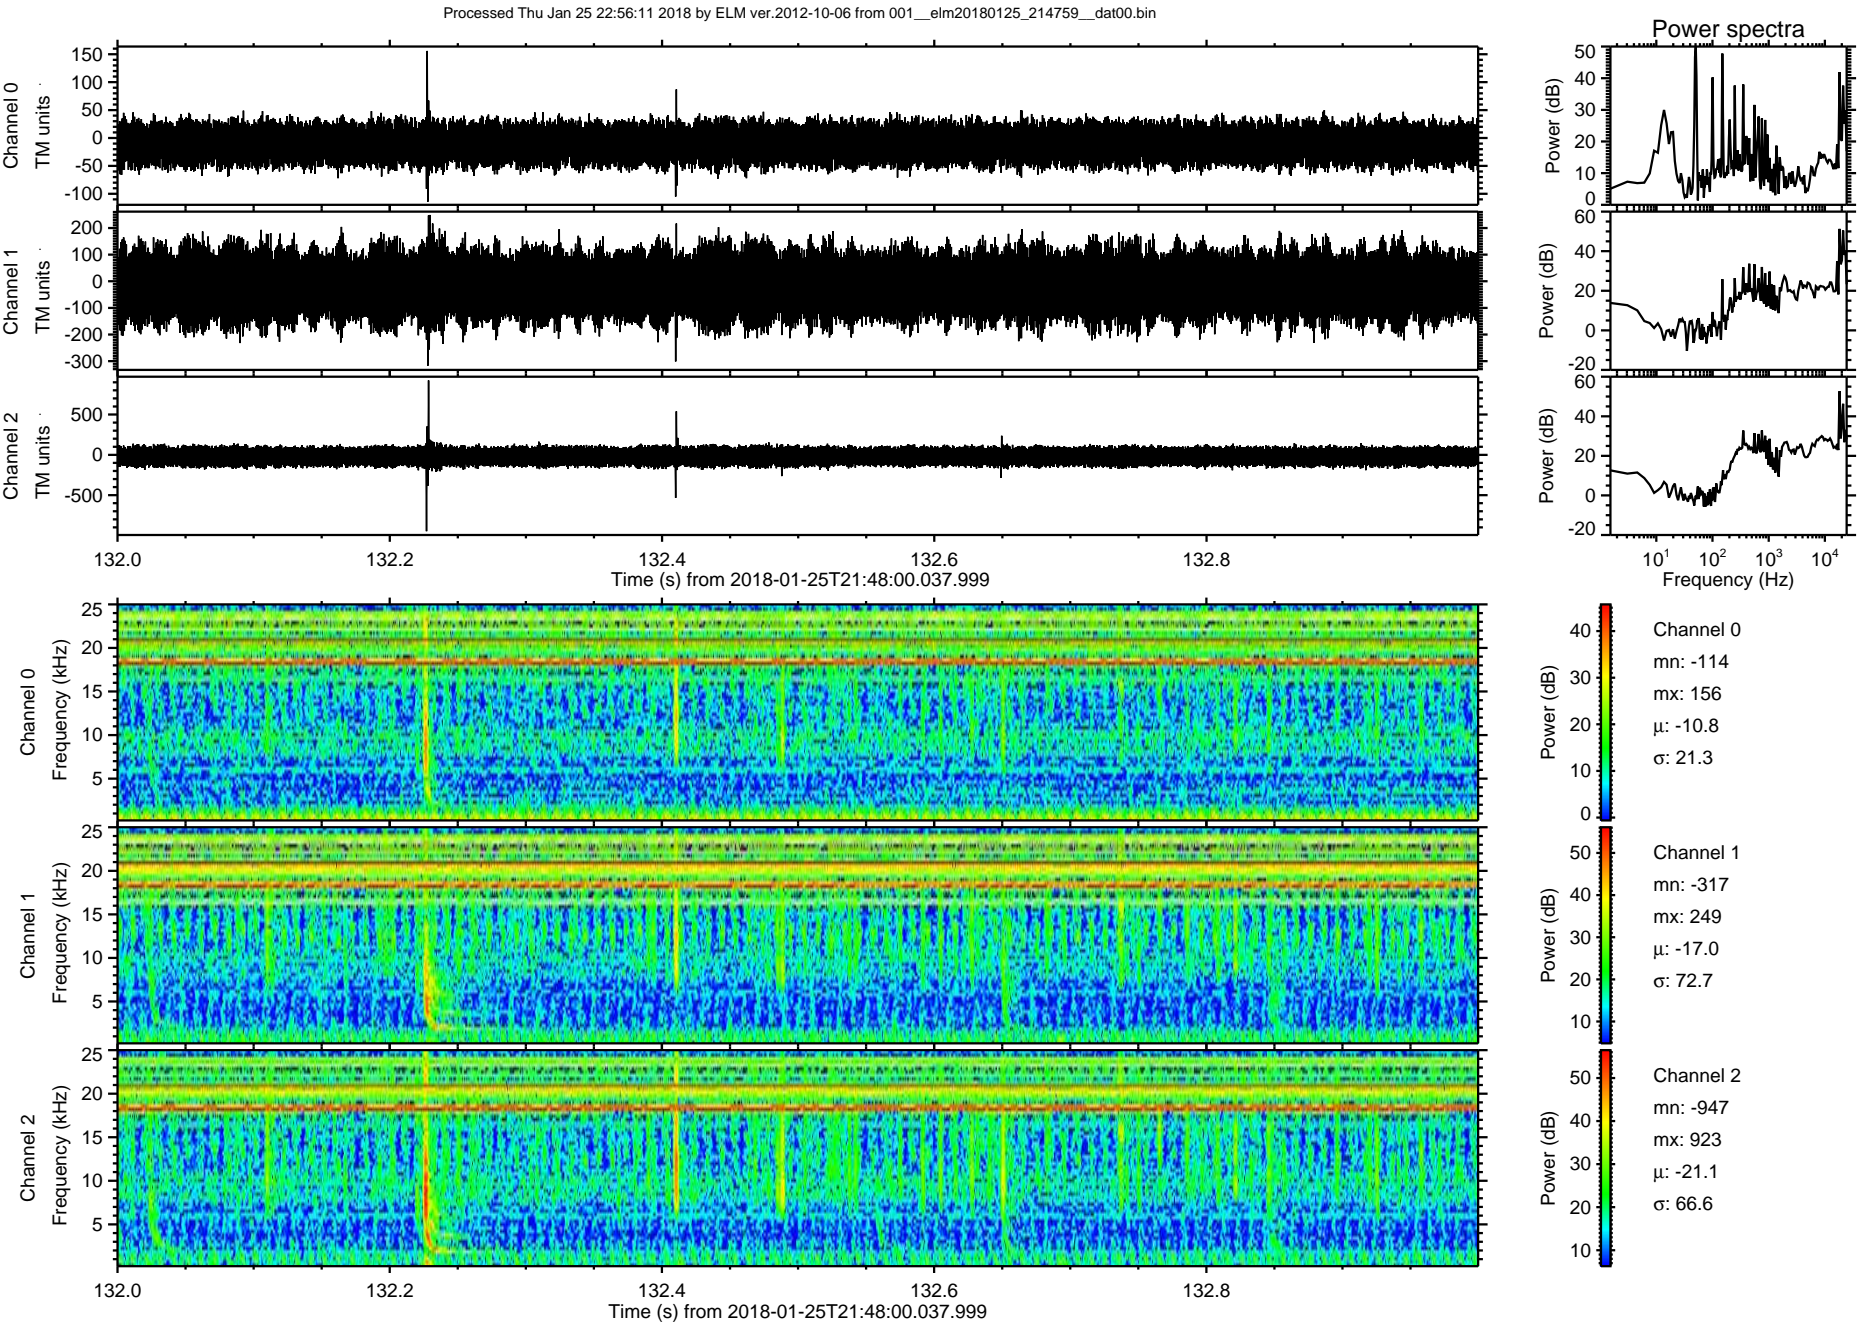 Processed Thu Jan 25 22:56:11 2018 by ELM ver.2012-10-06 from 001__elm20180125_214759__dat00.bin
Power spectra
Channel 0
TM units
150
100
50
0
-50
-100
Power (dB)
50
40
30
20
10
0
Channel 1
TM units
200
100
0
-100
-200
-300
Power (dB)
60
40
20
0
-20
Channel 2
TM units
500
0
-500
Power (dB)
60
40
20
0
-20
132.0 132.2 132.4 132.6 132.8
Time (s) from 2018-01-25T21:48:00.037.999
10¹ 10² 10³ 10⁴
Frequency (Hz)
Channel 0
Frequency (kHz)
25
20
15
10
5
Power (dB)
40
30
20
10
0
Channel 0
mn: -114
mx: 156
μ: -10.8
σ: 21.3
Channel 1
Frequency (kHz)
25
20
15
10
5
Power (dB)
50
40
30
20
10
Channel 1
mn: -317
mx: 249
μ: -17.0
σ: 72.7
Channel 2
Frequency (kHz)
25
20
15
10
5
Power (dB)
50
40
30
20
10
Channel 2
mn: -947
mx: 923
μ: -21.1
σ: 66.6
132.0 132.2 132.4 132.6 132.8
Time (s) from 2018-01-25T21:48:00.037.999